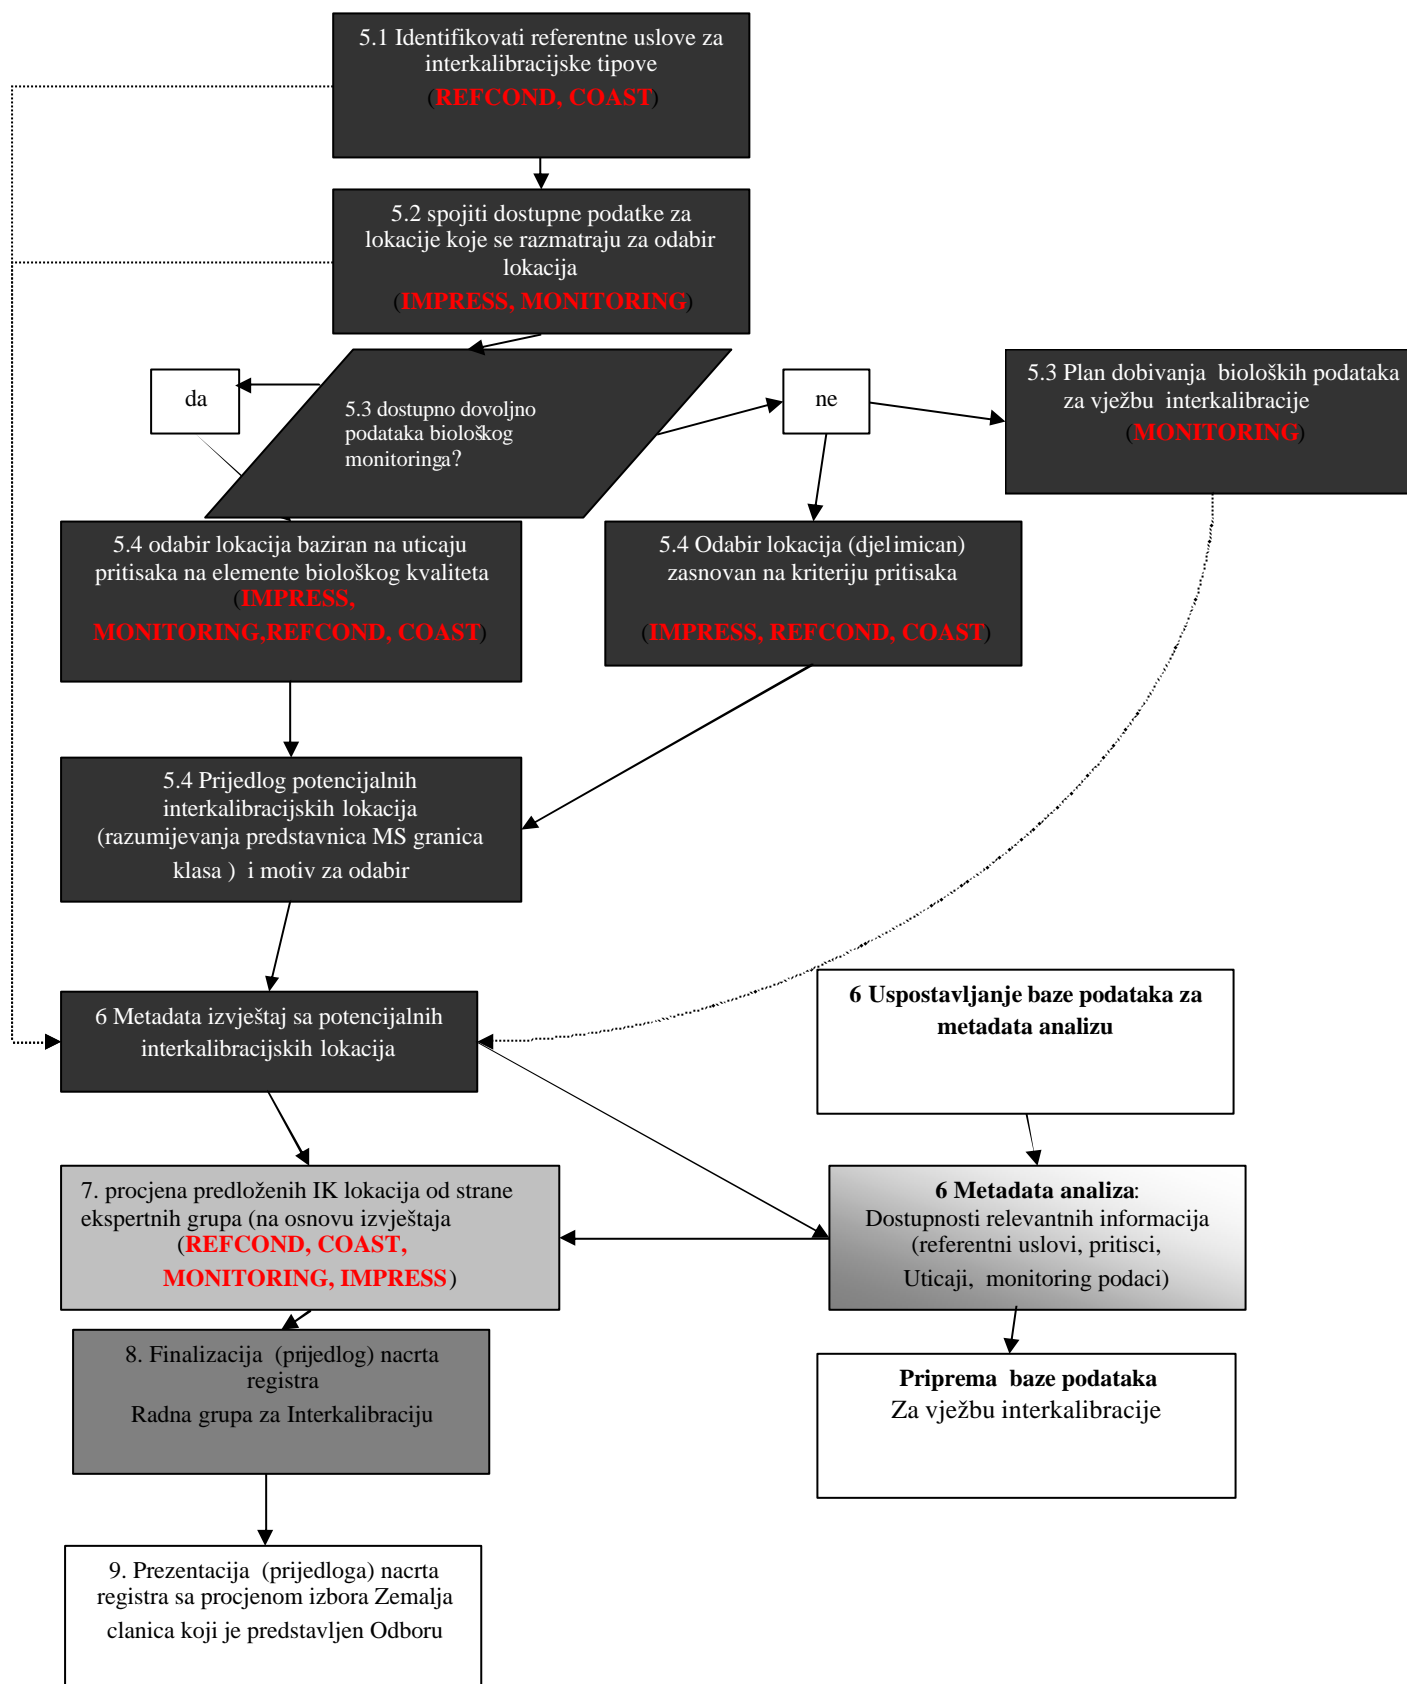 5.1 Identifikovati referentne uslove za
interkalibracijske tipove
(REFCOND, COAST)
5.2 spojiti dostupne podatke za
lokacije koje se razmatraju za odabir
lokacija
(IMPRESS, MONITORING)
da
5.3 dostupno dovoljno
podataka biološkog
monitoringa?
ne
5.3 Plan dobivanja bioloških podataka
za vježbu interkalibracije
(MONITORING)
5.4 odabir lokacija baziran na uticaju
pritisaka na elemente biološkog kvaliteta
(IMPRESS,
MONITORING,REFCOND, COAST)
5.4 Odabir lokacija (djelimican)
zasnovan na kriteriju pritisaka
(IMPRESS, REFCOND, COAST)
5.4 Prijedlog potencijalnih
interkalibracijskih lokacija
(razumijevanja predstavnica MS granica
klasa ) i motiv za odabir
6 Metadata izvještaj sa potencijalnih
interkalibracijskih lokacija
6 Uspostavljanje baze podataka za
metadata analizu
7. procjena predloženih IK lokacija od strane
ekspertnih grupa (na osnovu izvještaja
(REFCOND, COAST,
MONITORING, IMPRESS)
6 Metadata analiza:
Dostupnosti relevantnih informacija
(referentni uslovi, pritisci,
Uticaji, monitoring podaci)
8. Finalizacija (prijedlog) nacrta
registra
Radna grupa za Interkalibraciju
Priprema baze podataka
Za vježbu interkalibracije
9. Prezentacija (prijedloga) nacrta
registra sa procjenom izbora Zemalja
clanica koji je predstavljen Odboru